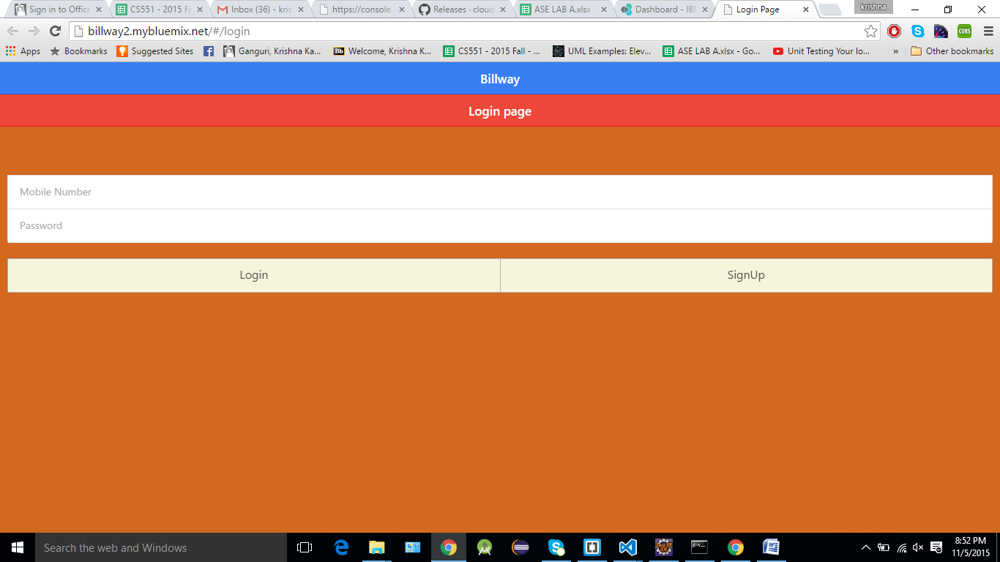 krishna
Sign in to Office
CS551 - 2015 Fa
Inbox (36) - kris
https://console.
Releases · cloud
ASE LAB A.xlsx -
Dashboard - IBM
Login Page
billway2.mybluemix.net/#/login
CORS
Apps
Bookmarks
Suggested Sites
Ganguri, Krishna Ka...
Bb
Welcome, Krishna K...
CS551 - 2015 Fall - ...
UML Examples: Elev...
ASE LAB A.xlsx - Go...
Unit Testing Your Io...
»
Other bookmarks
Billway
Login page
Mobile Number
Password
Login
SignUp
Search the web and Windows
8:52 PM
11/5/2015